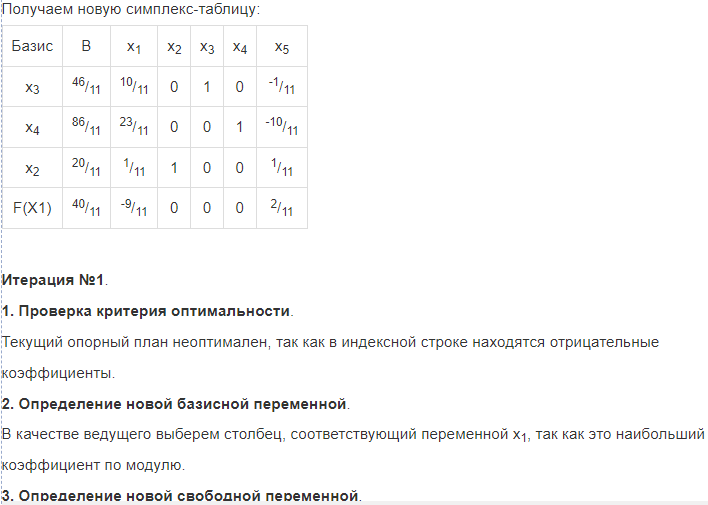 Получаем новую симплекс-таблицу:
Базис B x1 x2 x3 x4 x5
x3 46/11 10/11 0 1 0 -1/11
x4 86/11 23/11 0 0 1 -10/11
x2 20/11 1/11 1 0 0 1/11
F(X1) 40/11 -9/11 0 0 0 2/11
Итерация №1.
1. Проверка критерия оптимальности.
Текущий опорный план неоптимален, так как в индексной строке находятся отрицательные
коэффициенты.
2. Определение новой базисной переменной.
В качестве ведущего выберем столбец, соответствующий переменной x1, так как это наибольший
коэффициент по модулю.
3. Определение новой свободной переменной.